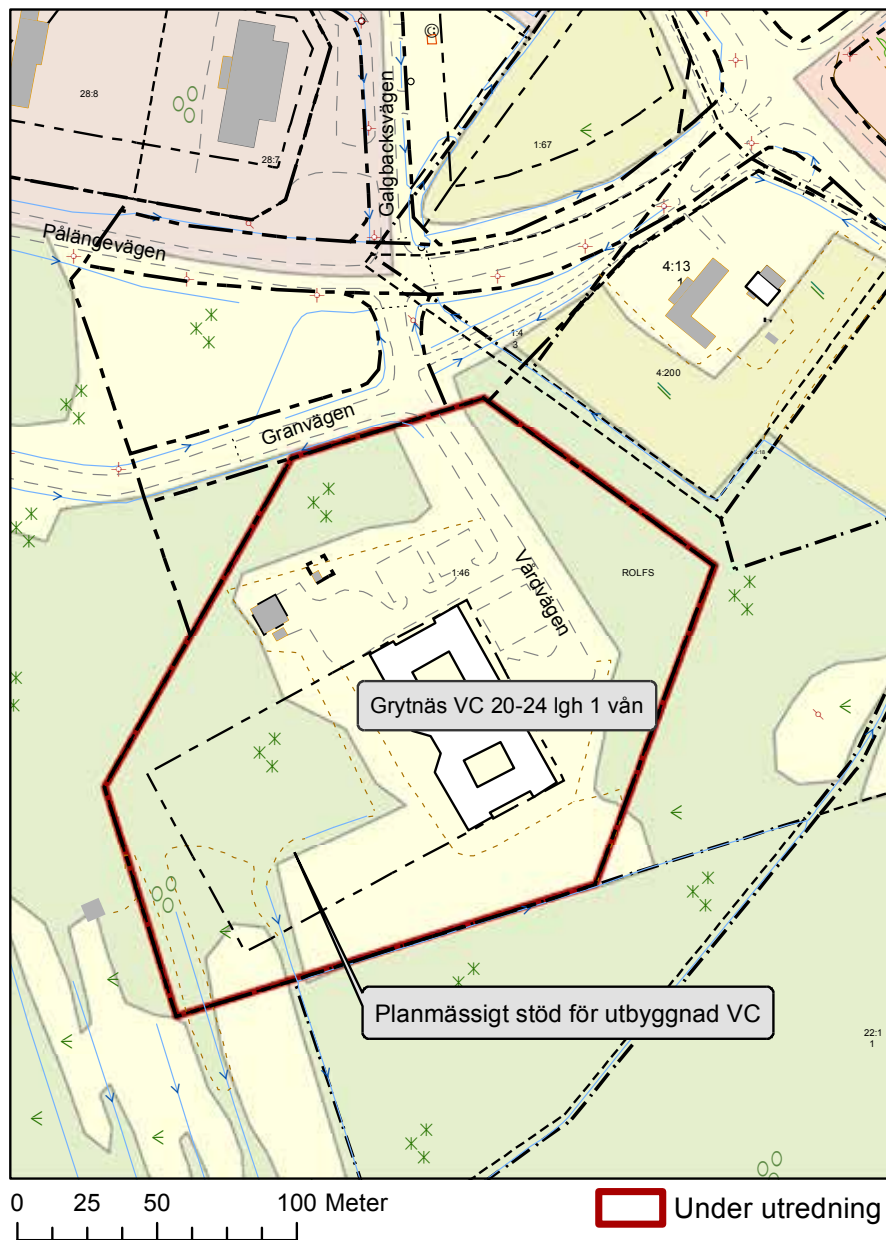 28:8
28:7
Galgbacksvägen
1:67
Pålängevägen
4:13
1
1:4
3
4:200
Granvägen
1:46
Vårdvägen
ROLFS
Grytnäs VC 20-24 lgh 1 vån
Planmässigt stöd för utbyggnad VC
22:1
1
0 25 50 100 Meter
Under utredning